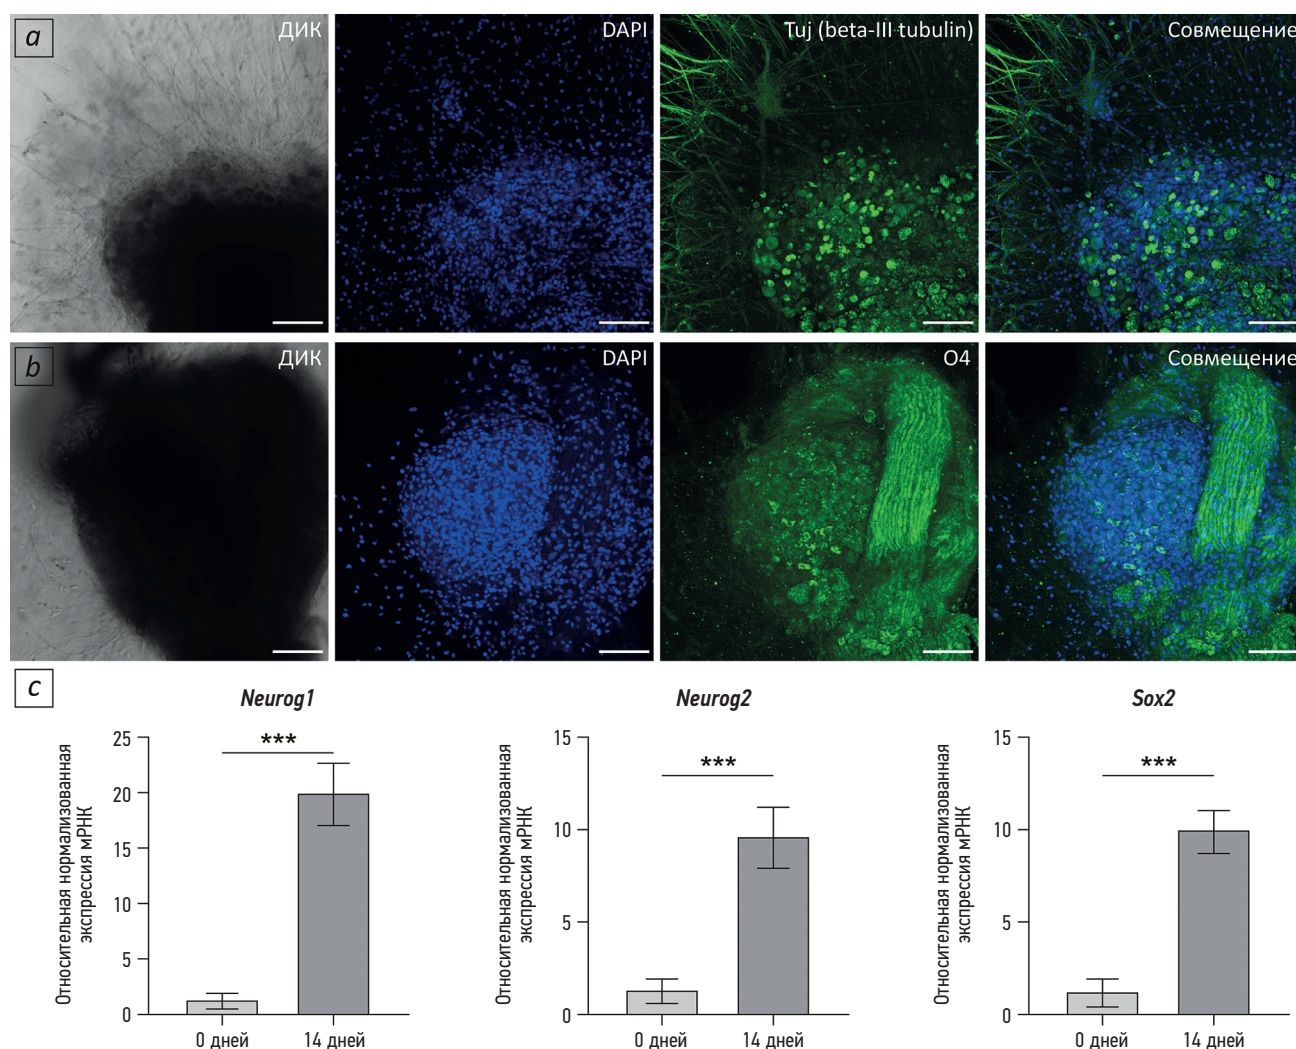 a
ДИК
DAPI
Tuj (beta-III tubulin)
Совмещение
b
ДИК
DAPI
O4
Совмещение
c
Neurog1
Относительная нормализованная
экспрессия мРНК
25
20
15
10
5
0
***
0 дней
14 дней
Neurog2
Относительная нормализованная
экспрессия мРНК
15
10
5
0
***
0 дней
14 дней
Sox2
Относительная нормализованная
экспрессия мРНК
15
10
5
0
***
0 дней
14 дней